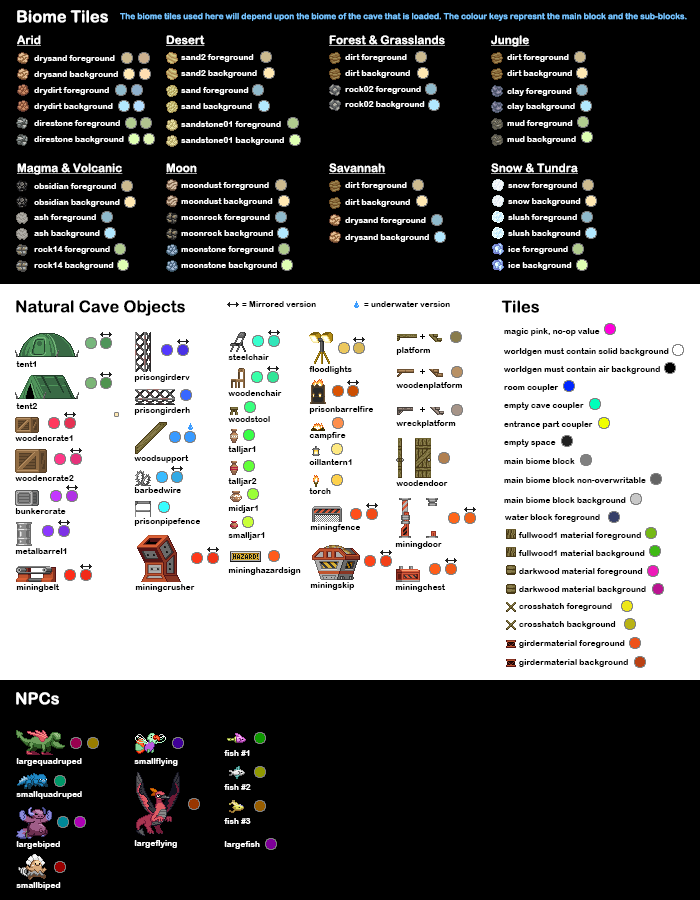 Biome Tiles
The biome tiles used here will depend upon the biome of the cave that is loaded. The colour keys represnt the main block and the sub-blocks.
Arid
drysand foreground
drysand background
drydirt foreground
drydirt background
direstone foreground
direstone background
Desert
sand2 foreground
sand2 background
sand foreground
sand background
sandstone01 foreground
sandstone01 background
Forest & Grasslands
dirt foreground
dirt background
rock02 foreground
rock02 background
Jungle
dirt foreground
dirt background
clay foreground
clay background
mud foreground
mud background
Magma & Volcanic
obsidian foreground
obsidian background
ash foreground
ash background
rock14 foreground
rock14 background
Moon
moondust foreground
moondust background
moonrock foreground
moonrock background
moonstone foreground
moonstone background
Savannah
dirt foreground
dirt background
drysand foreground
drysand background
Snow & Tundra
snow foreground
snow background
slush foreground
slush background
ice foreground
ice background
Natural Cave Objects
= Mirrored version
= underwater version
tent1
tent2
woodencrate1
woodencrate2
bunkercrate
metalbarrel1
miningbelt
prisongirderv
prisongirderh
woodsupport
barbedwire
prisonpipefence
miningcrusher
steelchair
woodenchair
woodstool
talljar1
talljar2
midjar1
smalljar1
HAZARD!
mininghazardsign
floodlights
prisonbarrelfire
campfire
oillantern1
torch
miningfence
miningskip
platform
woodenplatform
wreckplatform
woodendoor
miningdoor
miningchest
Tiles
magic pink, no-op value
worldgen must contain solid background
worldgen must contain air background
room coupler
empty cave coupler
entrance part coupler
empty space
main biome block
main biome block non-overwritable
main biome block background
water block foreground
fullwood1 material foreground
fullwood1 material background
darkwood material foreground
darkwood material background
crosshatch foreground
crosshatch background
girdermaterial foreground
girdermaterial background
NPCs
largequadruped
smallquadruped
largebiped
smallbiped
smallflying
largeflying
fish #1
fish #2
fish #3
largefish